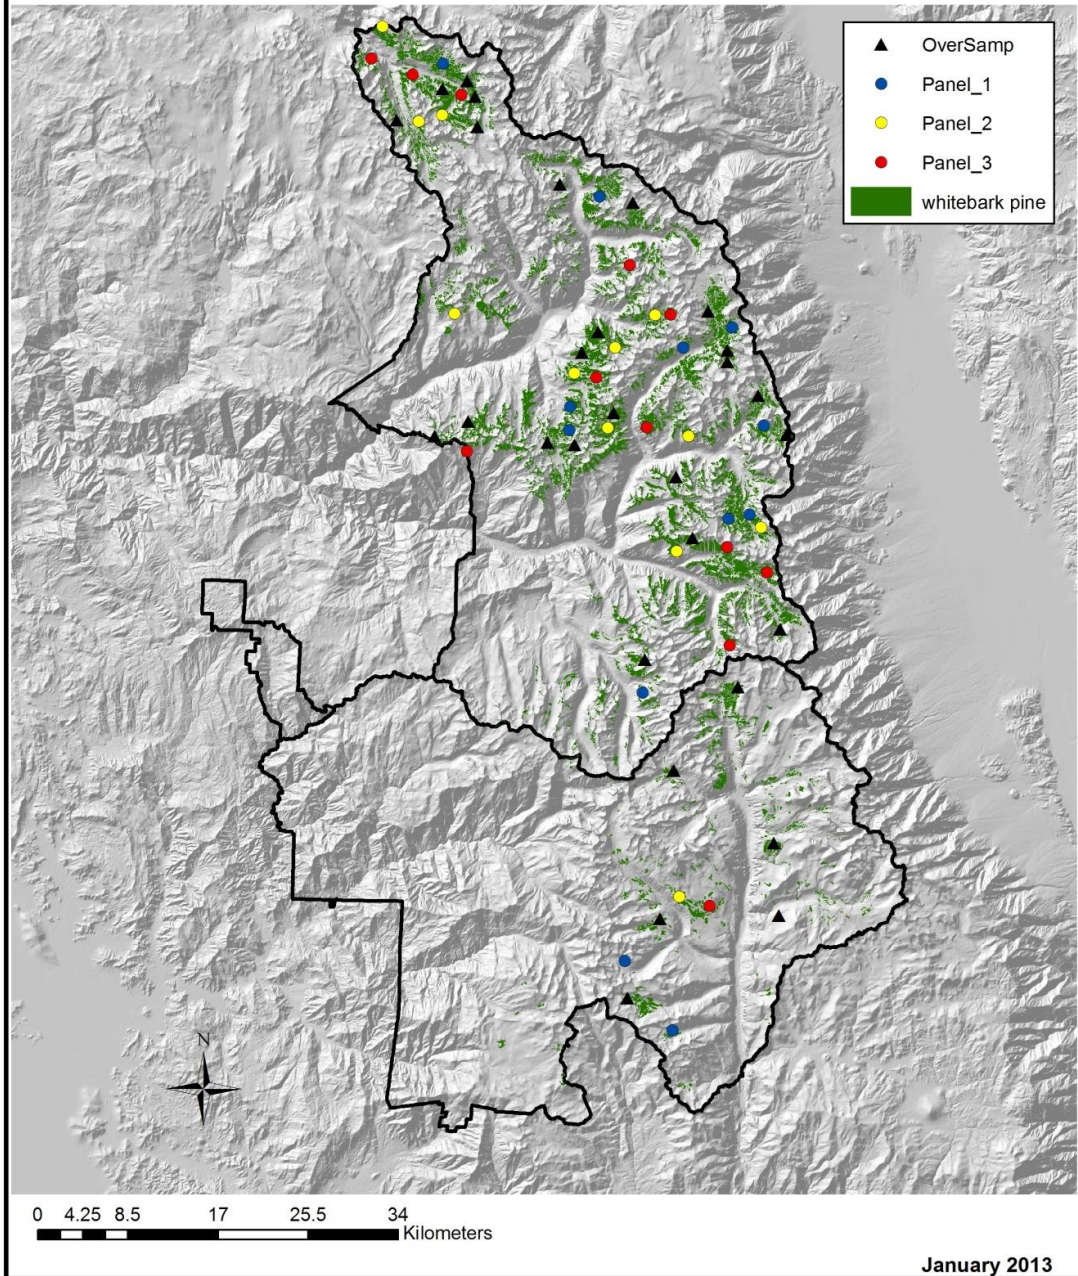 OverSamp
Panel_1
Panel_2
Panel_3
whitebark pine
N
0 4.25 8.5 17 25.5 34
Kilometers
January 2013